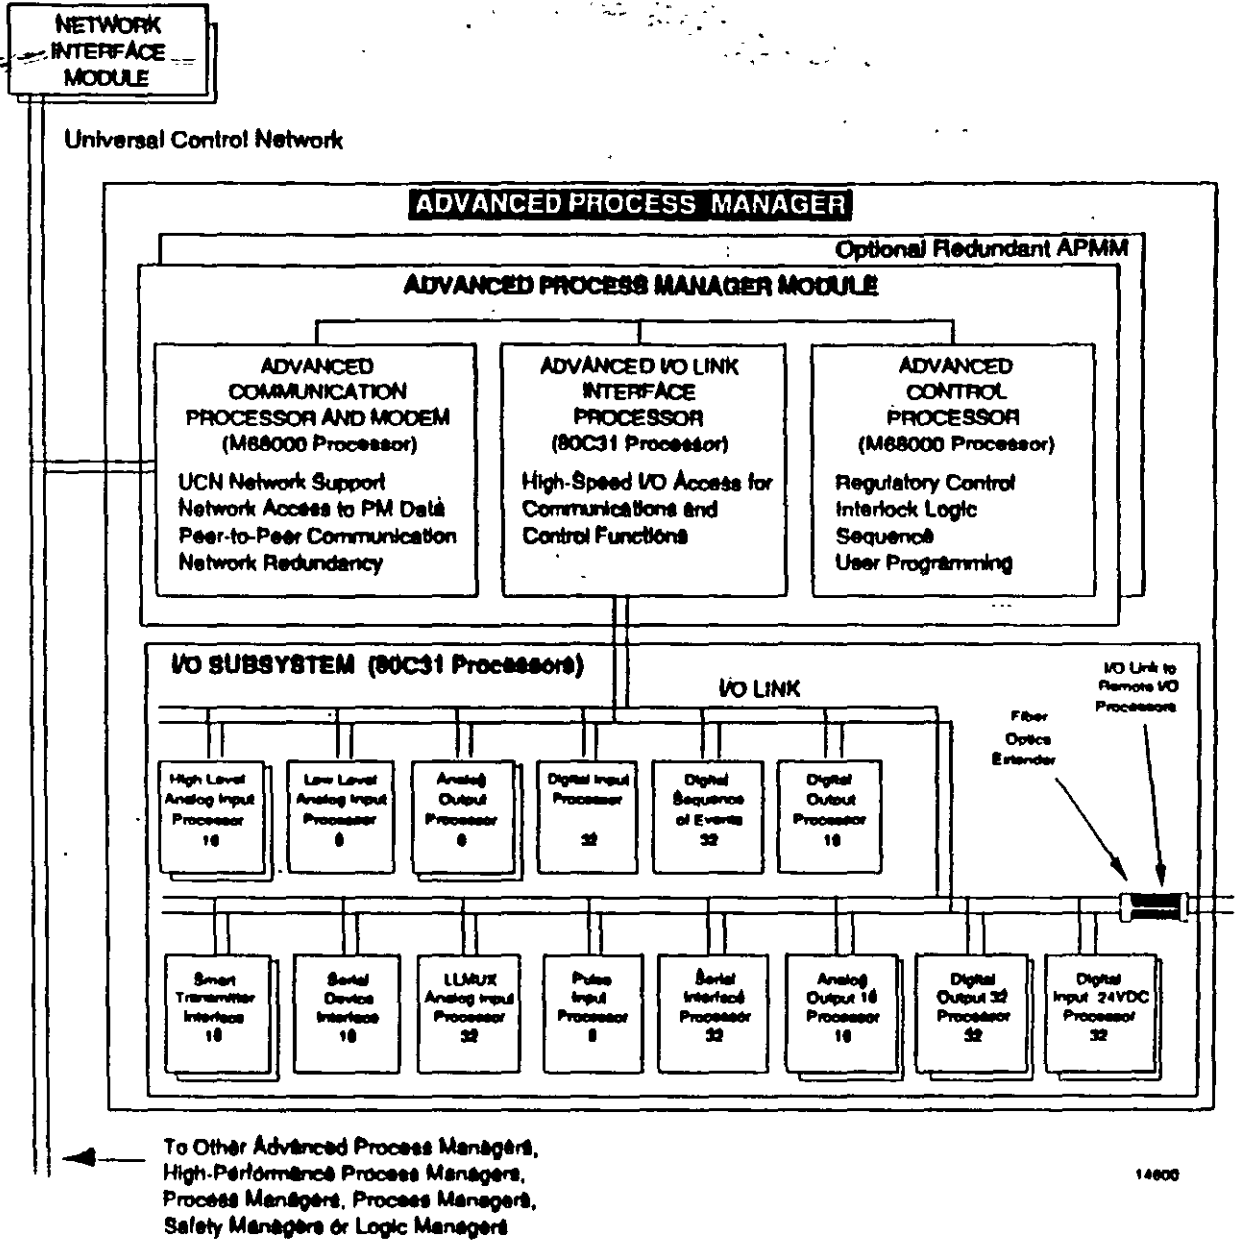 NETWORK
INTERFACE
MODULE
Universal Control Network
ADVANCED PROCESS MANAGER
Optional Redundant APMM
ADVANCED PROCESS MANAGER MODULE
ADVANCED
COMMUNICATION
PROCESSOR AND MODEM
(M68000 Processor)
UCN Network Support
Network Access to PM Data
Peer-to-Peer Communication
Network Redundancy
ADVANCED I/O LINK
INTERFACE
PROCESSOR
(80C31 Processor)
High-Speed I/O Access for
Communications and
Control Functions
ADVANCED
CONTROL
PROCESSOR
(M68000 Processor)
Regulatory Control
Interlock Logic
Sequence
User Programming
I/O SUBSYSTEM (80C31 Processors)
I/O LINK
I/O Link to
Remote I/O
Processors
Fiber
Optics
Extender
High Level
Analog Input
Processor
16
Low Level
Analog Input
Processor
8
Analog
Output
Processor
8
Digital Input
Processor
32
Digital
Sequence
of Events
32
Digital
Output
Processor
16
Smart
Transmitter
Interface
16
Serial
Device
Interface
16
LLMUX
Analog Input
Processor
32
Pulse
Input
Processor
8
Serial
Interface
Processor
32
Analog
Output 16
Processor
16
Digital
Output 32
Processor
32
Digital
Input 24VDC
Processor
32
To Other Advanced Process Managers,
High-Performance Process Managers,
Process Managers, Process Managers,
Safety Managers or Logic Managers
14600